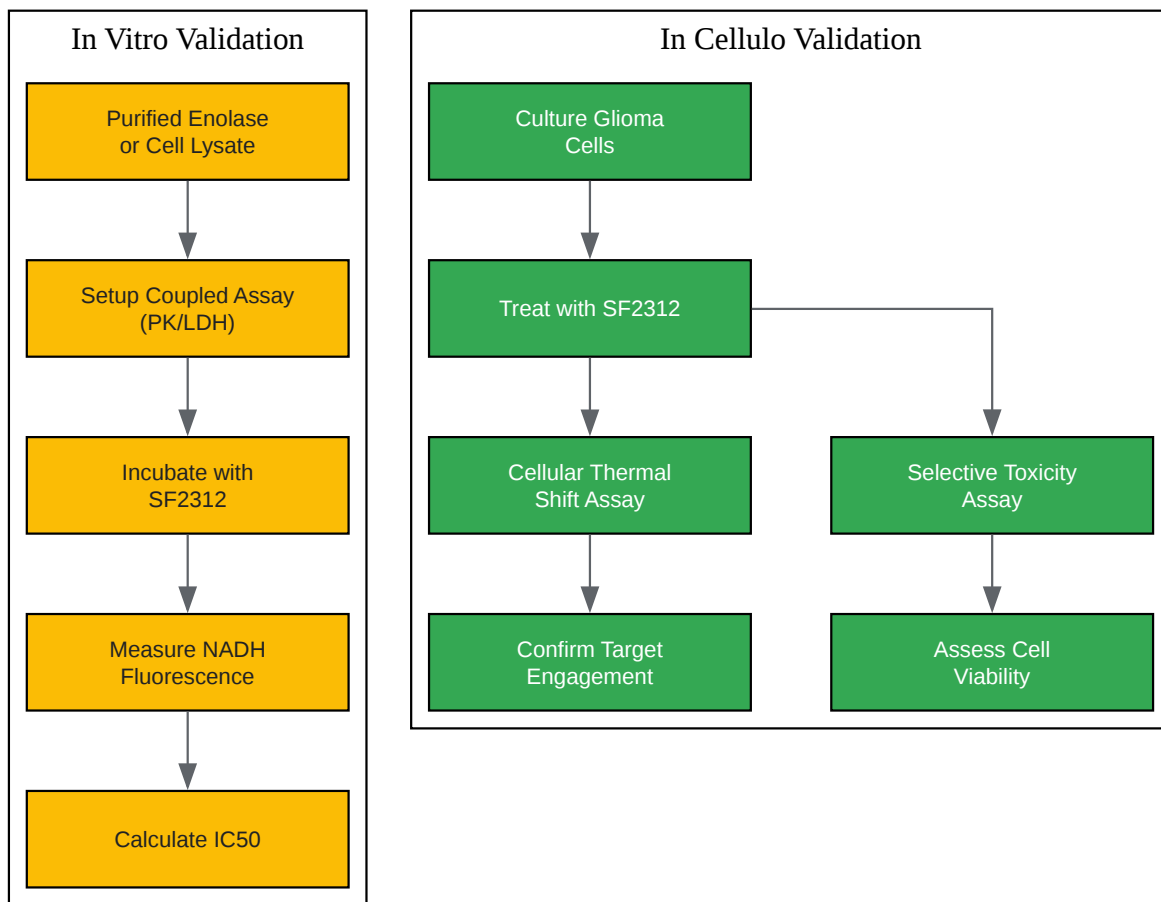 In Vitro Validation
Purified Enolase
or Cell Lysate
Setup Coupled Assay
(PK/LDH)
Incubate with
SF2312
Measure NADH
Fluorescence
Calculate IC50
In Cellulo Validation
Culture Glioma
Cells
Treat with SF2312
Cellular Thermal
Shift Assay
Confirm Target
Engagement
Selective Toxicity
Assay
Assess Cell
Viability